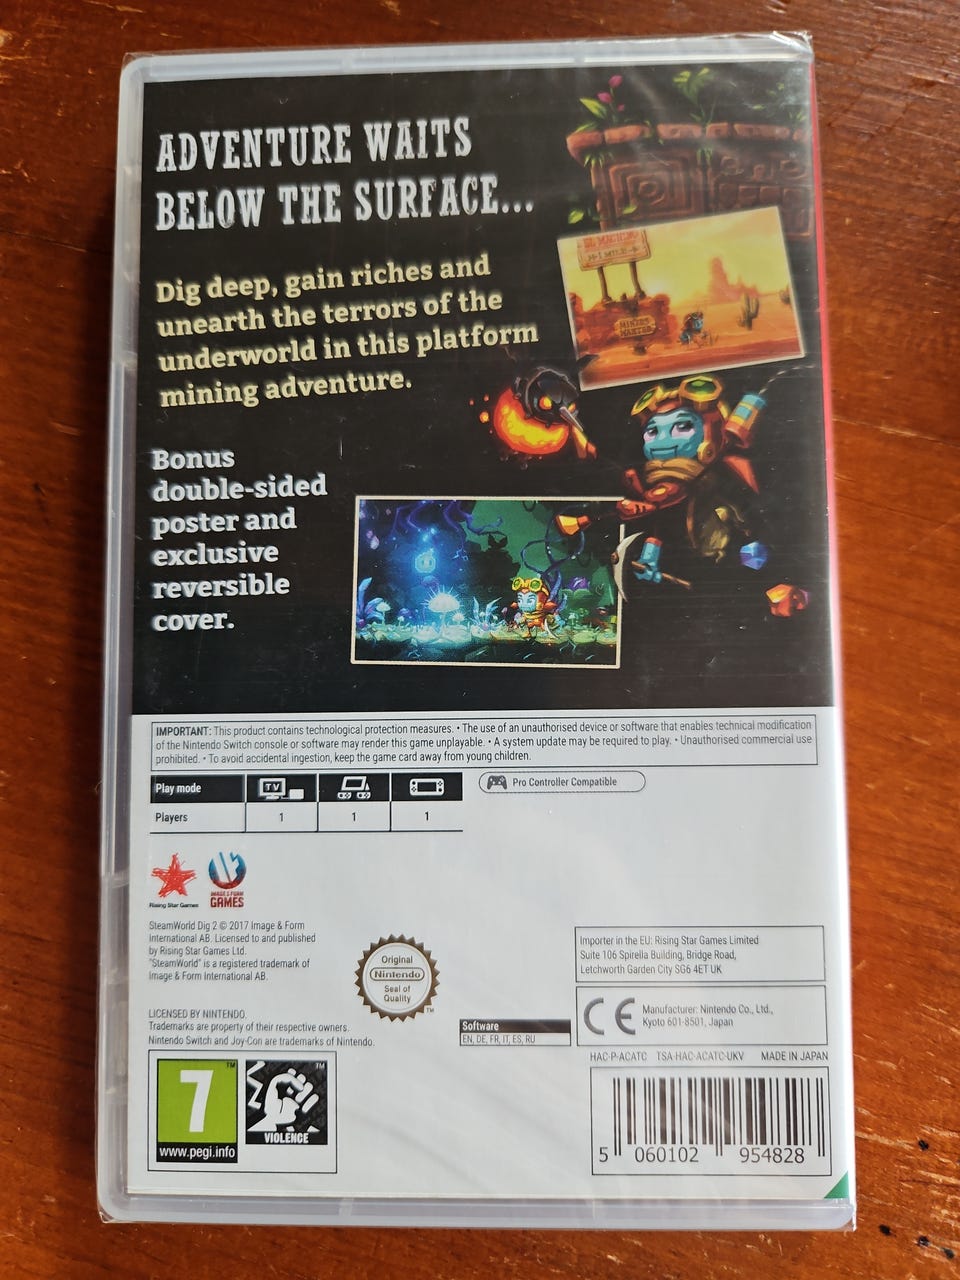 ADVENTURE WAITS
BELOW THE SURFACE...
Dig deep, gain riches and
unearth the terrors of the
underworld in this platform
mining adventure.
EL MACHINO
1 MILE
MINERS
WANTED
Bonus
double-sided
poster and
exclusive
reversible
cover.
IMPORTANT: This product contains technological protection measures. • The use of an unauthorised device or software that enables technical modification
of the Nintendo Switch console or software may render this game unplayable. • A system update may be required to play. • Unauthorised commercial use
prohibited. • To avoid accidental ingestion, keep the game card away from young children.
Play mode TV
Pro Controller Compatible
Players 1 1 1
Rising Star Games
IMAGE & FORM
GAMES
SteamWorld Dig 2 © 2017 Image & Form
International AB. Licensed to and published
by Rising Star Games Ltd.
"SteamWorld" is a registered trademark of
Image & Form International AB.
LICENSED BY NINTENDO.
Trademarks are property of their respective owners.
Nintendo Switch and Joy-Con are trademarks of Nintendo.
Original
Nintendo
Seal of
Quality
TM
Software
EN, DE, FR, IT, ES, RU
Importer in the EU: Rising Star Games Limited
Suite 106 Spirella Building, Bridge Road,
Letchworth Garden City SG6 4ET UK
CE
Manufacturer: Nintendo Co., Ltd.,
Kyoto 601-8501, Japan
HAC-P-ACATC TSA-HAC-ACATC-UKV MADE IN JAPAN
7
TM
www.pegi.info
TM
VIOLENCE
5 060102 954828